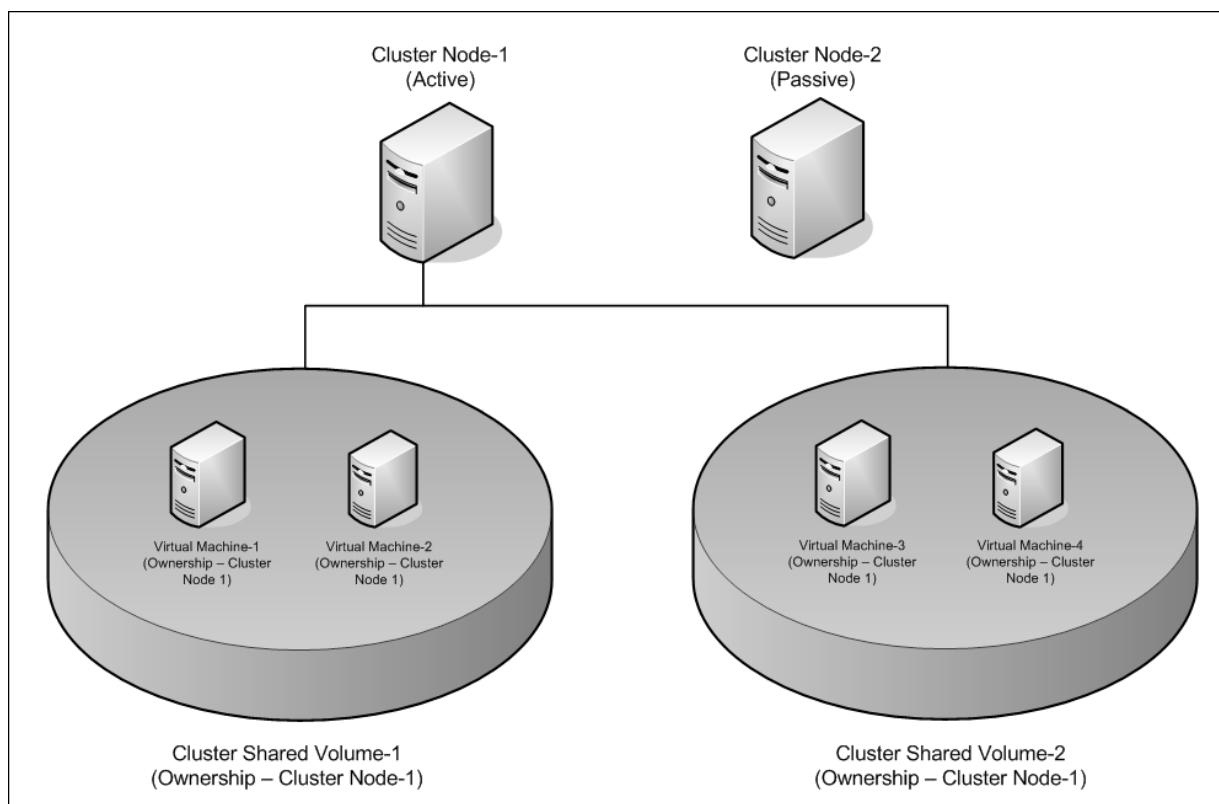 Cluster Node-1
(Active)
Cluster Node-2
(Passive)
Virtual Machine-1
(Ownership – Cluster
Node 1)
Virtual Machine-2
(Ownership – Cluster
Node 1)
Virtual Machine-3
(Ownership – Cluster
Node 1)
Virtual Machine-4
(Ownership – Cluster
Node 1)
Cluster Shared Volume-1
(Ownership – Cluster Node-1)
Cluster Shared Volume-2
(Ownership – Cluster Node-1)